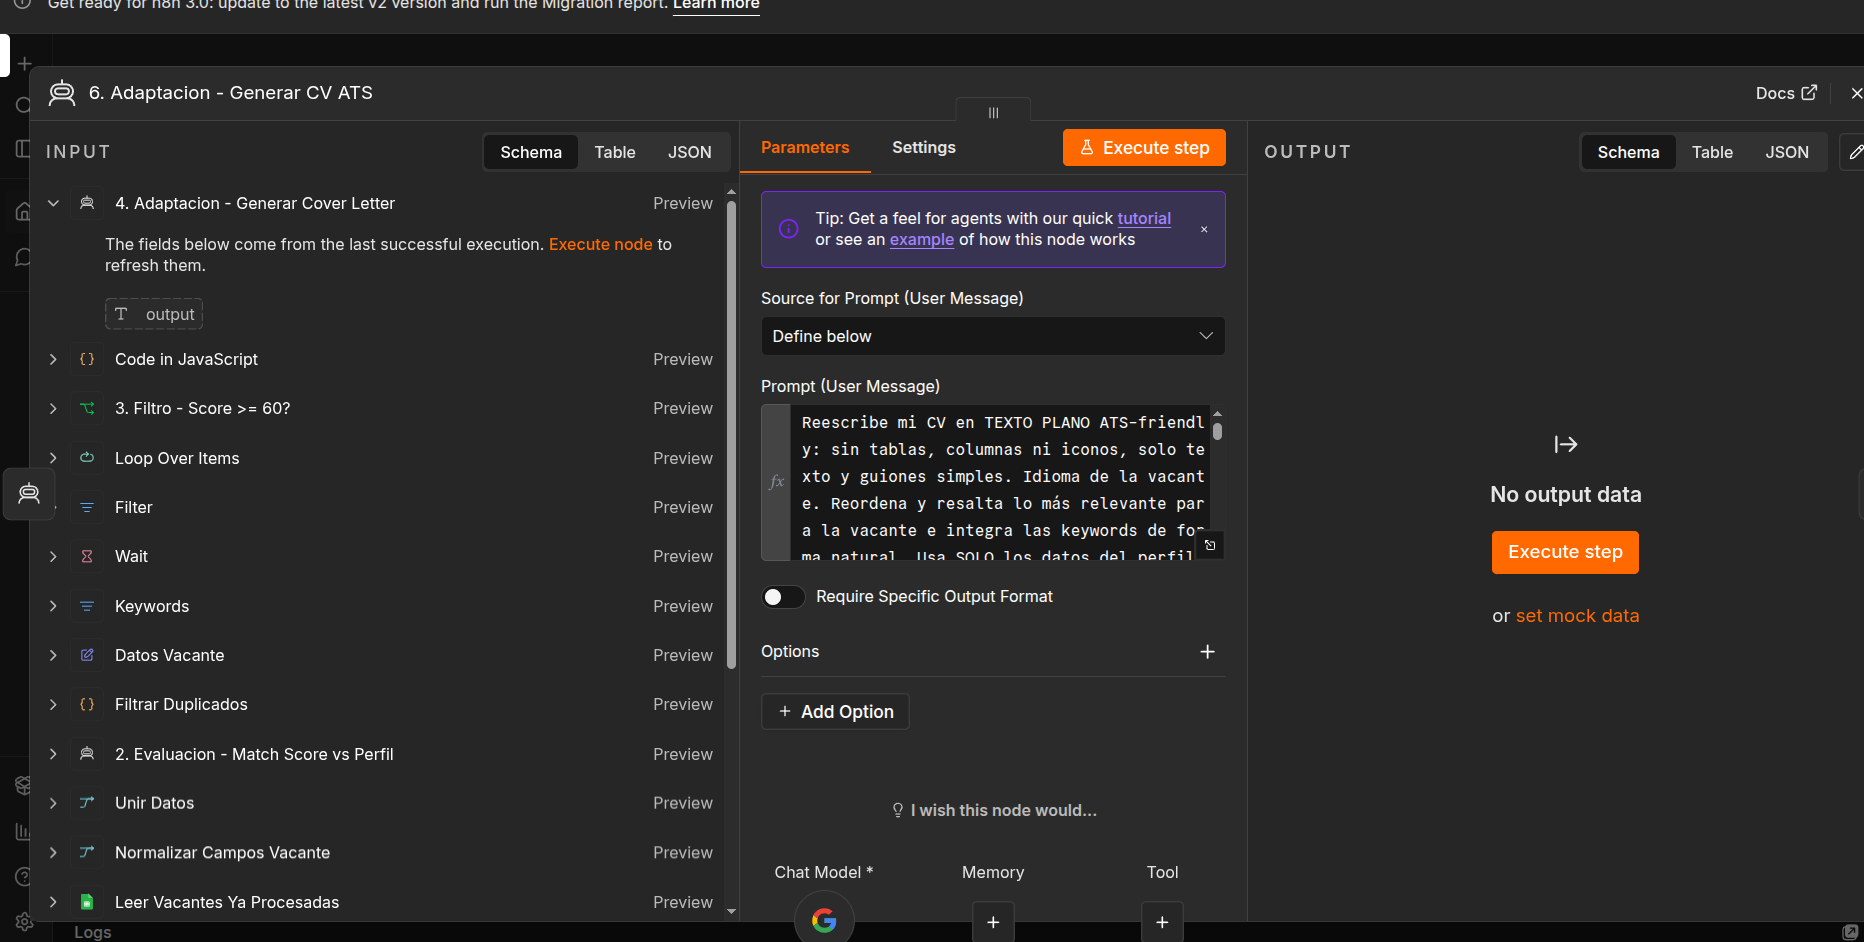 Get ready for n8n 3.0: update to the latest v2 version and run the Migration report. Learn more
6. Adaptacion - Generar CV ATS
Docs
INPUT
Schema
Table
JSON
4. Adaptacion - Generar Cover Letter
Preview
The fields below come from the last successful execution. Execute node to
refresh them.
T output
Code in JavaScript
Preview
3. Filtro - Score >= 60?
Preview
Loop Over Items
Preview
Filter
Preview
Wait
Preview
Keywords
Preview
Datos Vacante
Preview
Filtrar Duplicados
Preview
2. Evaluacion - Match Score vs Perfil
Preview
Unir Datos
Preview
Normalizar Campos Vacante
Preview
Leer Vacantes Ya Procesadas
Preview
Parameters
Settings
Execute step
Tip: Get a feel for agents with our quick tutorial
or see an example of how this node works
Source for Prompt (User Message)
Define below
Prompt (User Message)
fx
Reescribe mi CV en TEXTO PLANO ATS-friendl
y: sin tablas, columnas ni iconos, solo te
xto y guiones simples. Idioma de la vacant
e. Reordena y resalta lo más relevante par
a la vacante e integra las keywords de for
ma natural. Usa SOLO los datos del perfil
Require Specific Output Format
Options
Add Option
I wish this node would...
Chat Model *
Memory
Tool
OUTPUT
Schema
Table
JSON
No output data
Execute step
or set mock data
Logs